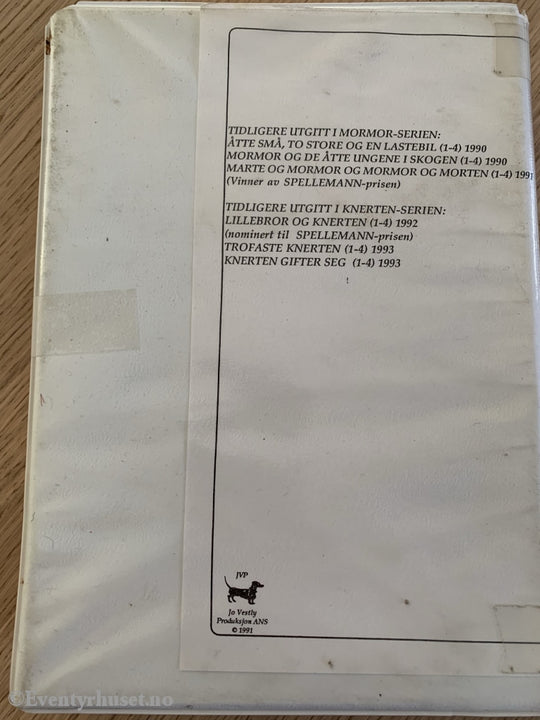 TIDLIGERE UTGITT I MORMOR-SERIEN:
ÅTTE SMÅ, TO STORE OG EN LASTEBIL (1-4) 1990
MORMOR OG DE ÅTTE UNGENE I SKOGEN (1-4) 1990
MARTE OG MORMOR OG MORMOR OG MORTEN (1-4) 1991
(Vinner av SPELLEMANN-prisen)
TIDLIGERE UTGITT I KNERTEN-SERIEN:
LILLEBROR OG KNERTEN (1-4) 1992
(nominert til SPELLEMANN-prisen)
TROFASTE KNERTEN (1-4) 1993
KNERTEN GIFTER SEG (1-4) 1993
JVP
Jo Vestly
Produksjon ANS
© 1991
©Eventyrhuset.no